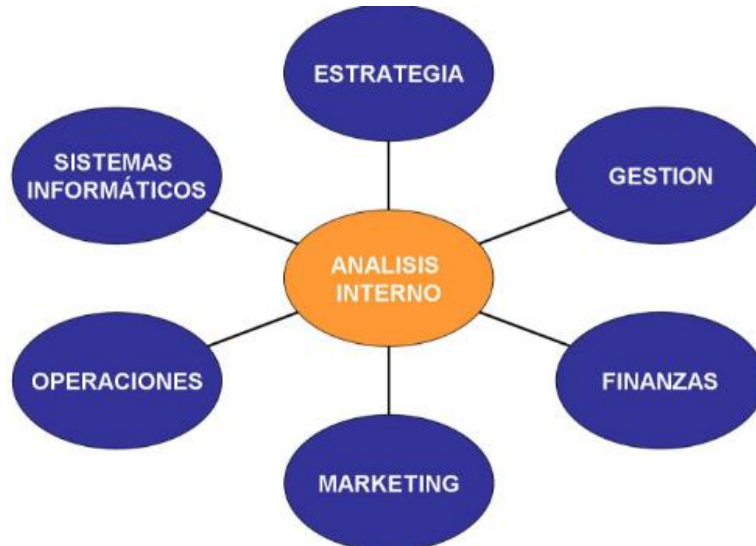 ESTRATEGIA
SISTEMAS
INFORMÁTICOS
GESTION
ANALISIS
INTERNO
OPERACIONES
FINANZAS
MARKETING